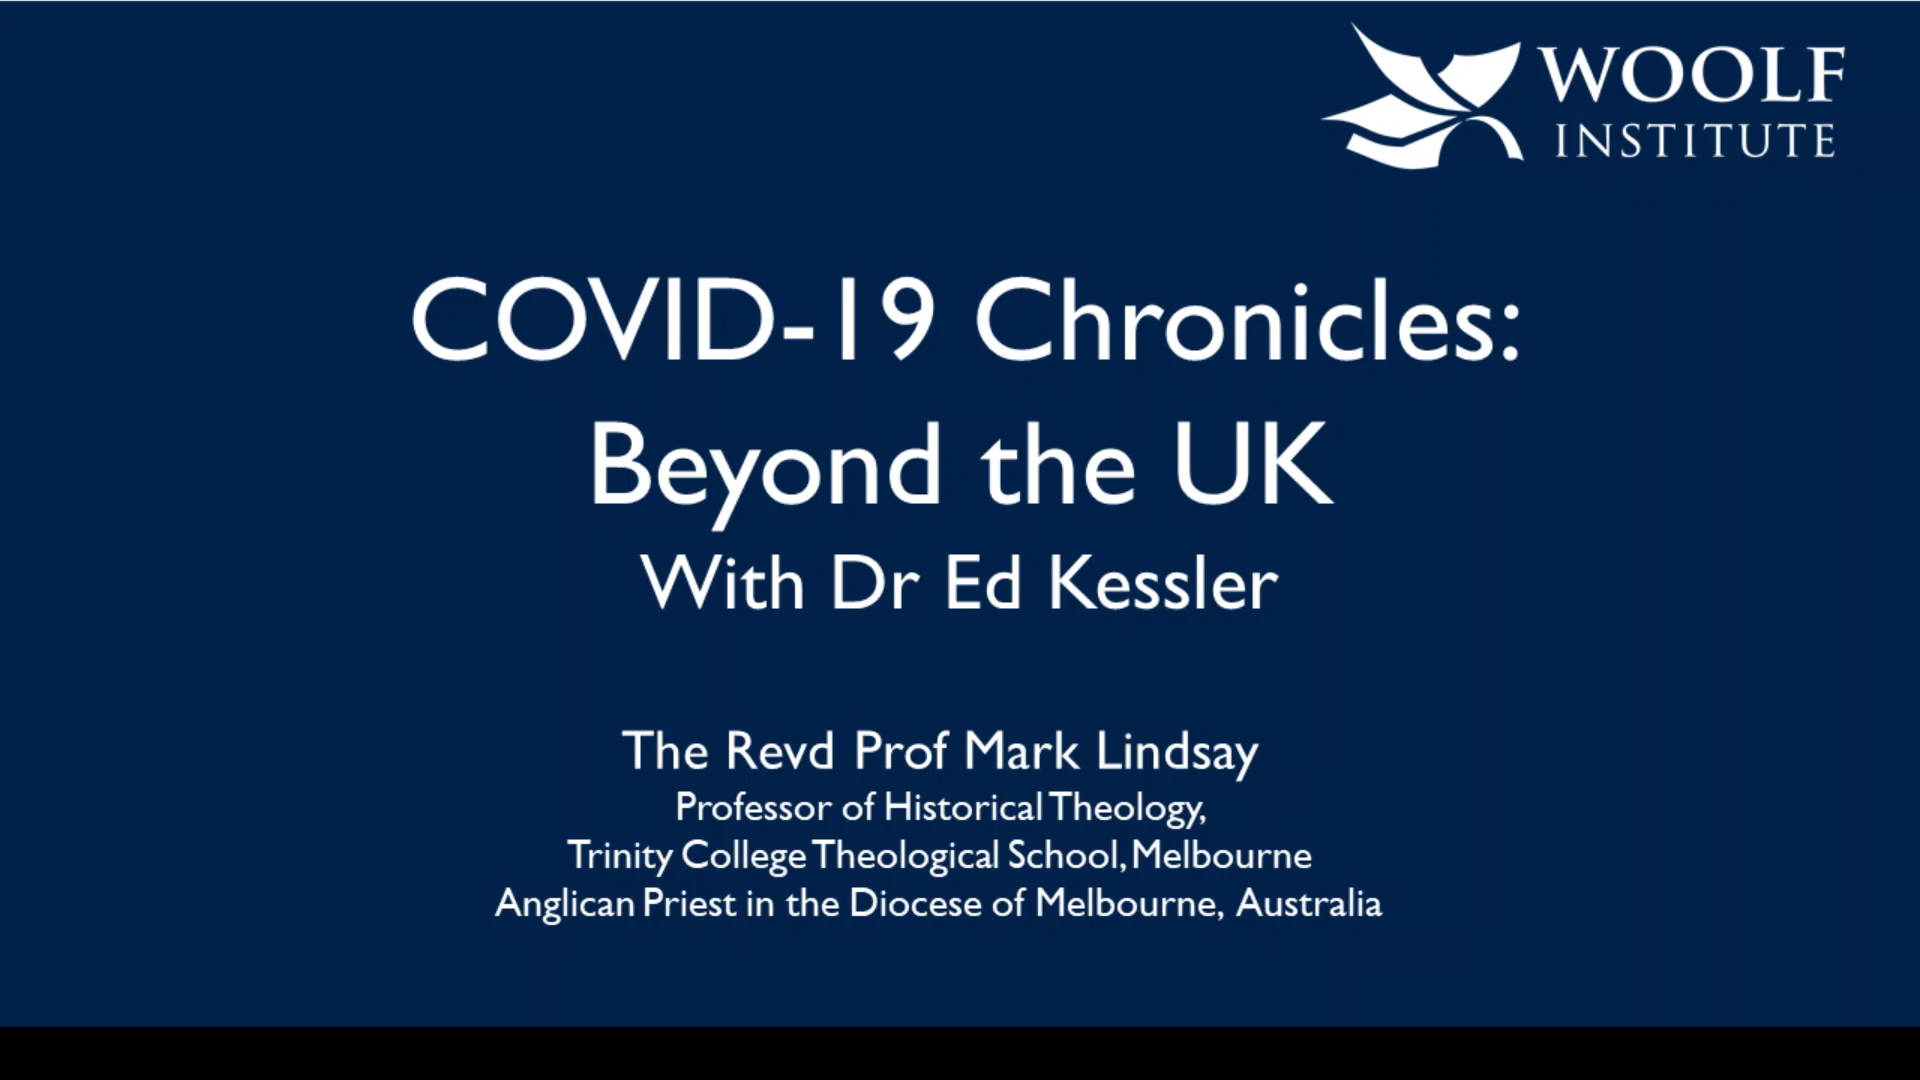 WOOLF
INSTITUTE
COVID-19 Chronicles:
Beyond the UK
With Dr Ed Kessler
The Revd Prof Mark Lindsay
Professor of Historical Theology,
Trinity College Theological School, Melbourne
Anglican Priest in the Diocese of Melbourne, Australia